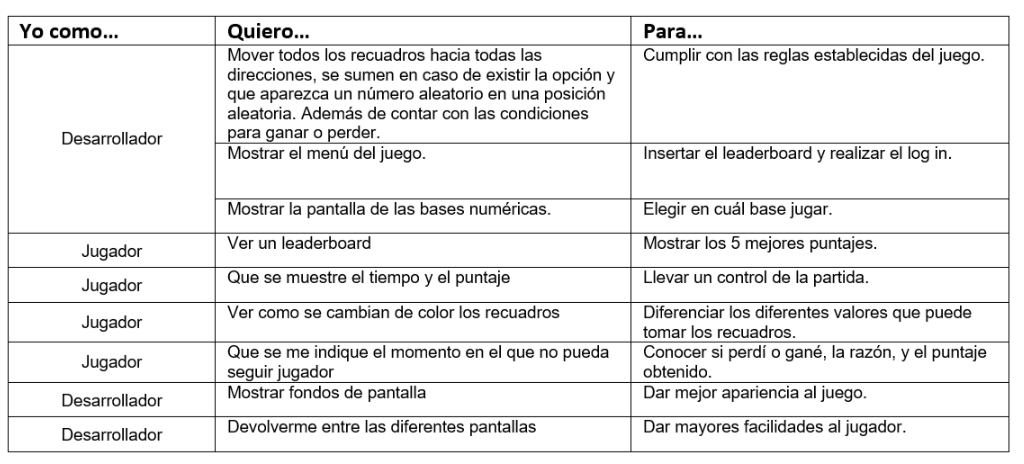 Yo como...
Quiero...
Para...
Desarrollador
Mover todos los recuadros hacia todas las
direcciones, se sumen en caso de existir la opción y
que aparezca un número aleatorio en una posición
aleatoria. Además de contar con las condiciones
para ganar o perder.
Cumplir con las reglas establecidas del juego.
Mostrar el menú del juego.
Insertar el leaderboard y realizar el log in.
Mostrar la pantalla de las bases numéricas.
Elegir en cuál base jugar.
Jugador
Ver un leaderboard
Mostrar los 5 mejores puntajes.
Jugador
Que se muestre el tiempo y el puntaje
Llevar un control de la partida.
Jugador
Ver como se cambian de color los recuadros
Diferenciar los diferentes valores que puede
tomar los recuadros.
Jugador
Que se me indique el momento en el que no pueda
seguir jugador
Conocer si perdí o gané, la razón, y el puntaje
obtenido.
Desarrollador
Mostrar fondos de pantalla
Dar mejor apariencia al juego.
Desarrollador
Devolverme entre las diferentes pantallas
Dar mayores facilidades al jugador.